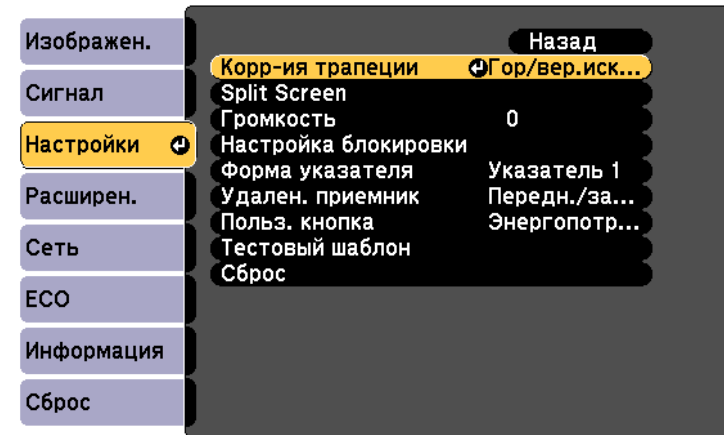 Изображен.
Сигнал
Настройки
Расширен.
Сеть
ECO
Информация
Сброс
Назад
Корр-ия трапеции Гор/вер.иск...
Split Screen
Громкость 0
Настройка блокировки
Форма указателя Указатель 1
Удален. приемник Передн./за...
Польз. кнопка Энергопотр...
Тестовый шаблон
Сброс